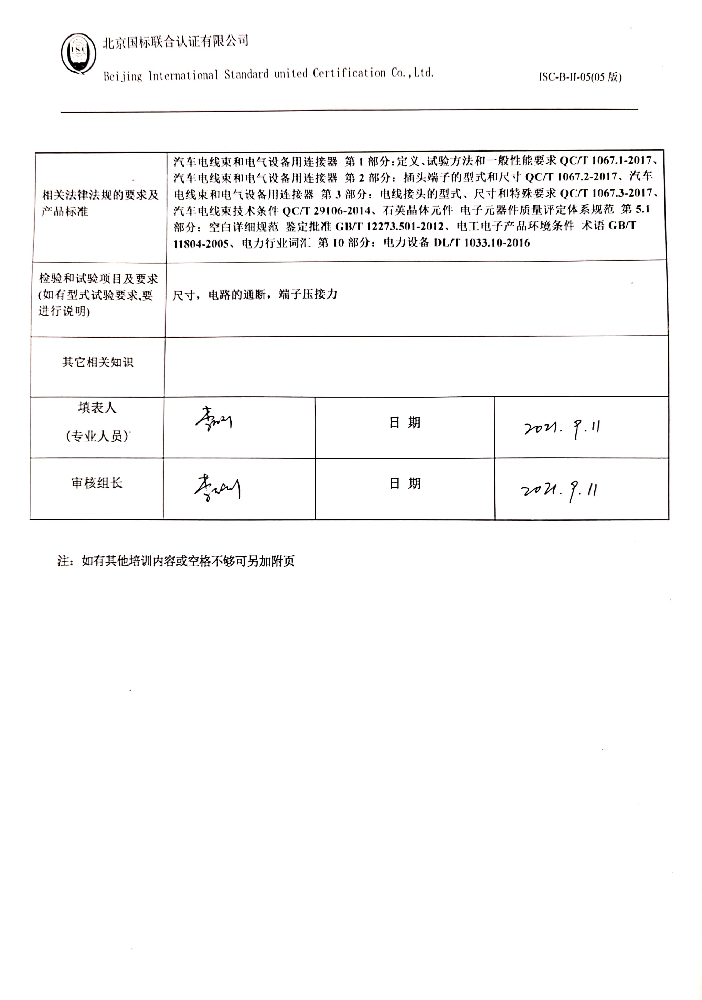 ISC
北京国标联合认证有限公司
Beijing International Standard united Certification Co.,Ltd.
ISC-B-II-05(05 版)
相关法律法规的要求及
产品标准
汽车电线束和电气设备用连接器 第 1 部分:定义、试验方法和一般性能要求 QC/T 1067.1-2017、
汽车电线束和电气设备用连接器 第 2 部分：插头端子的型式和尺寸 QC/T 1067.2-2017、汽车
电线束和电气设备用连接器 第 3 部分：电线接头的型式、尺寸和特殊要求 QC/T 1067.3-2017、
汽车电线束技术条件 QC/T 29106-2014、石英晶体元件 电子元器件质量评定体系规范 第 5.1
部分：空白详细规范 鉴定批准 GB/T 12273.501-2012、电工电子产品环境条件 术语 GB/T
11804-2005、电力行业词汇 第 10 部分：电力设备 DL/T 1033.10-2016
检验和试验项目及要求
(如有型式试验要求,要
进行说明)
尺寸，电路的通断，端子压接力
其它相关知识
填表人
(专业人员)
日 期
2021.9.11
审核组长
日 期
2021.9.11
注：如有其他培训内容或空格不够可另加附页